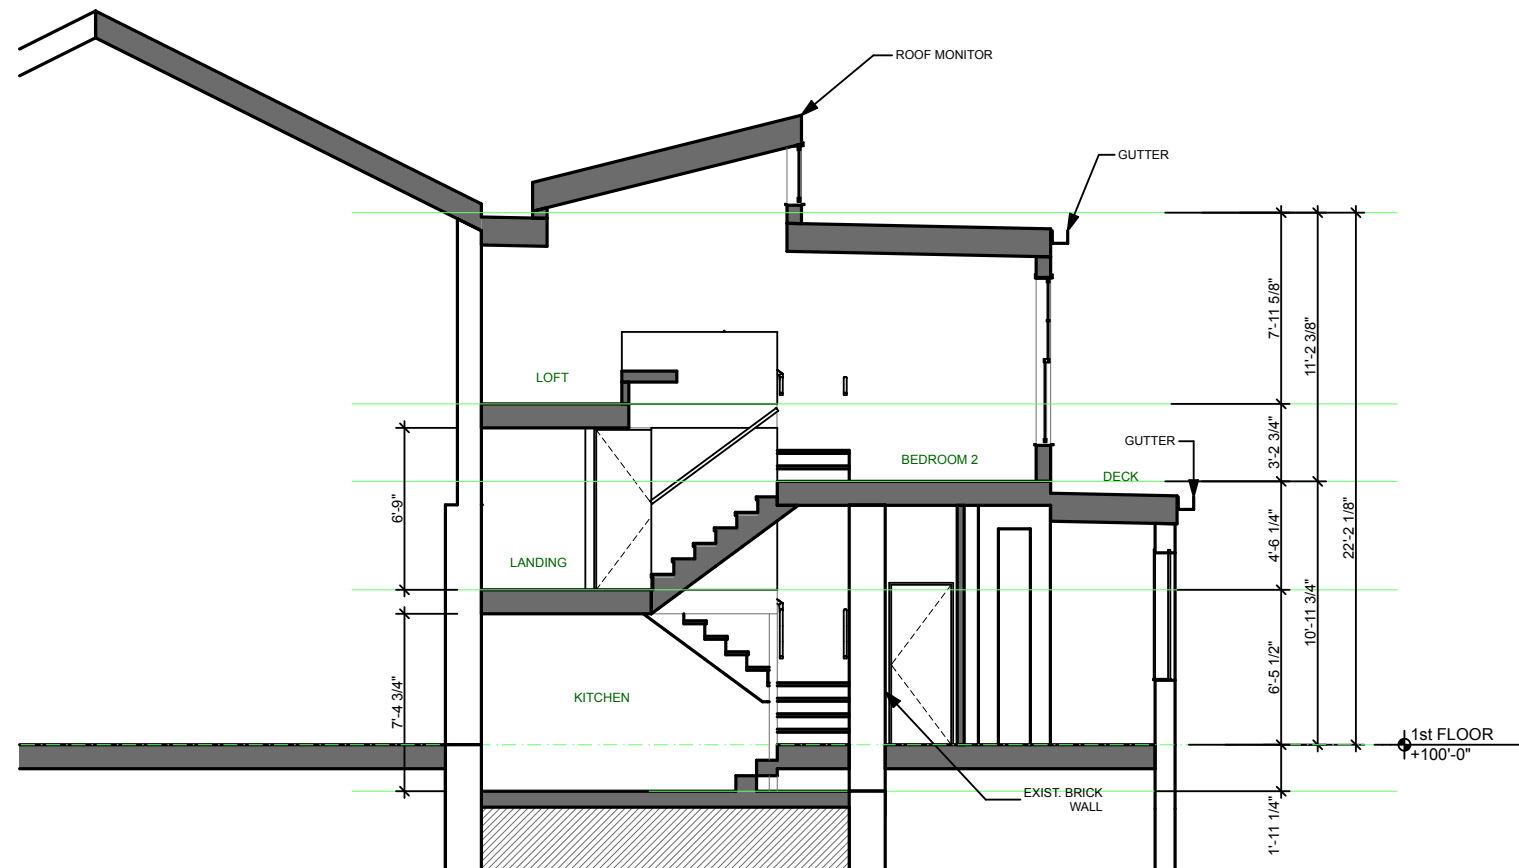 ROOF MONITOR
GUTTER
7'-11 5/8"
11'-2 3/8"
LOFT
3'-2 3/4"
GUTTER
BEDROOM 2
DECK
6'-9"
4'-6 1/4"
22'-2 1/8"
LANDING
10'-11 3/4"
6'-5 1/2"
KITCHEN
7'-4 3/4"
1st FLOOR
+100'-0"
EXIST. BRICK
WALL
1'-11 1/4"